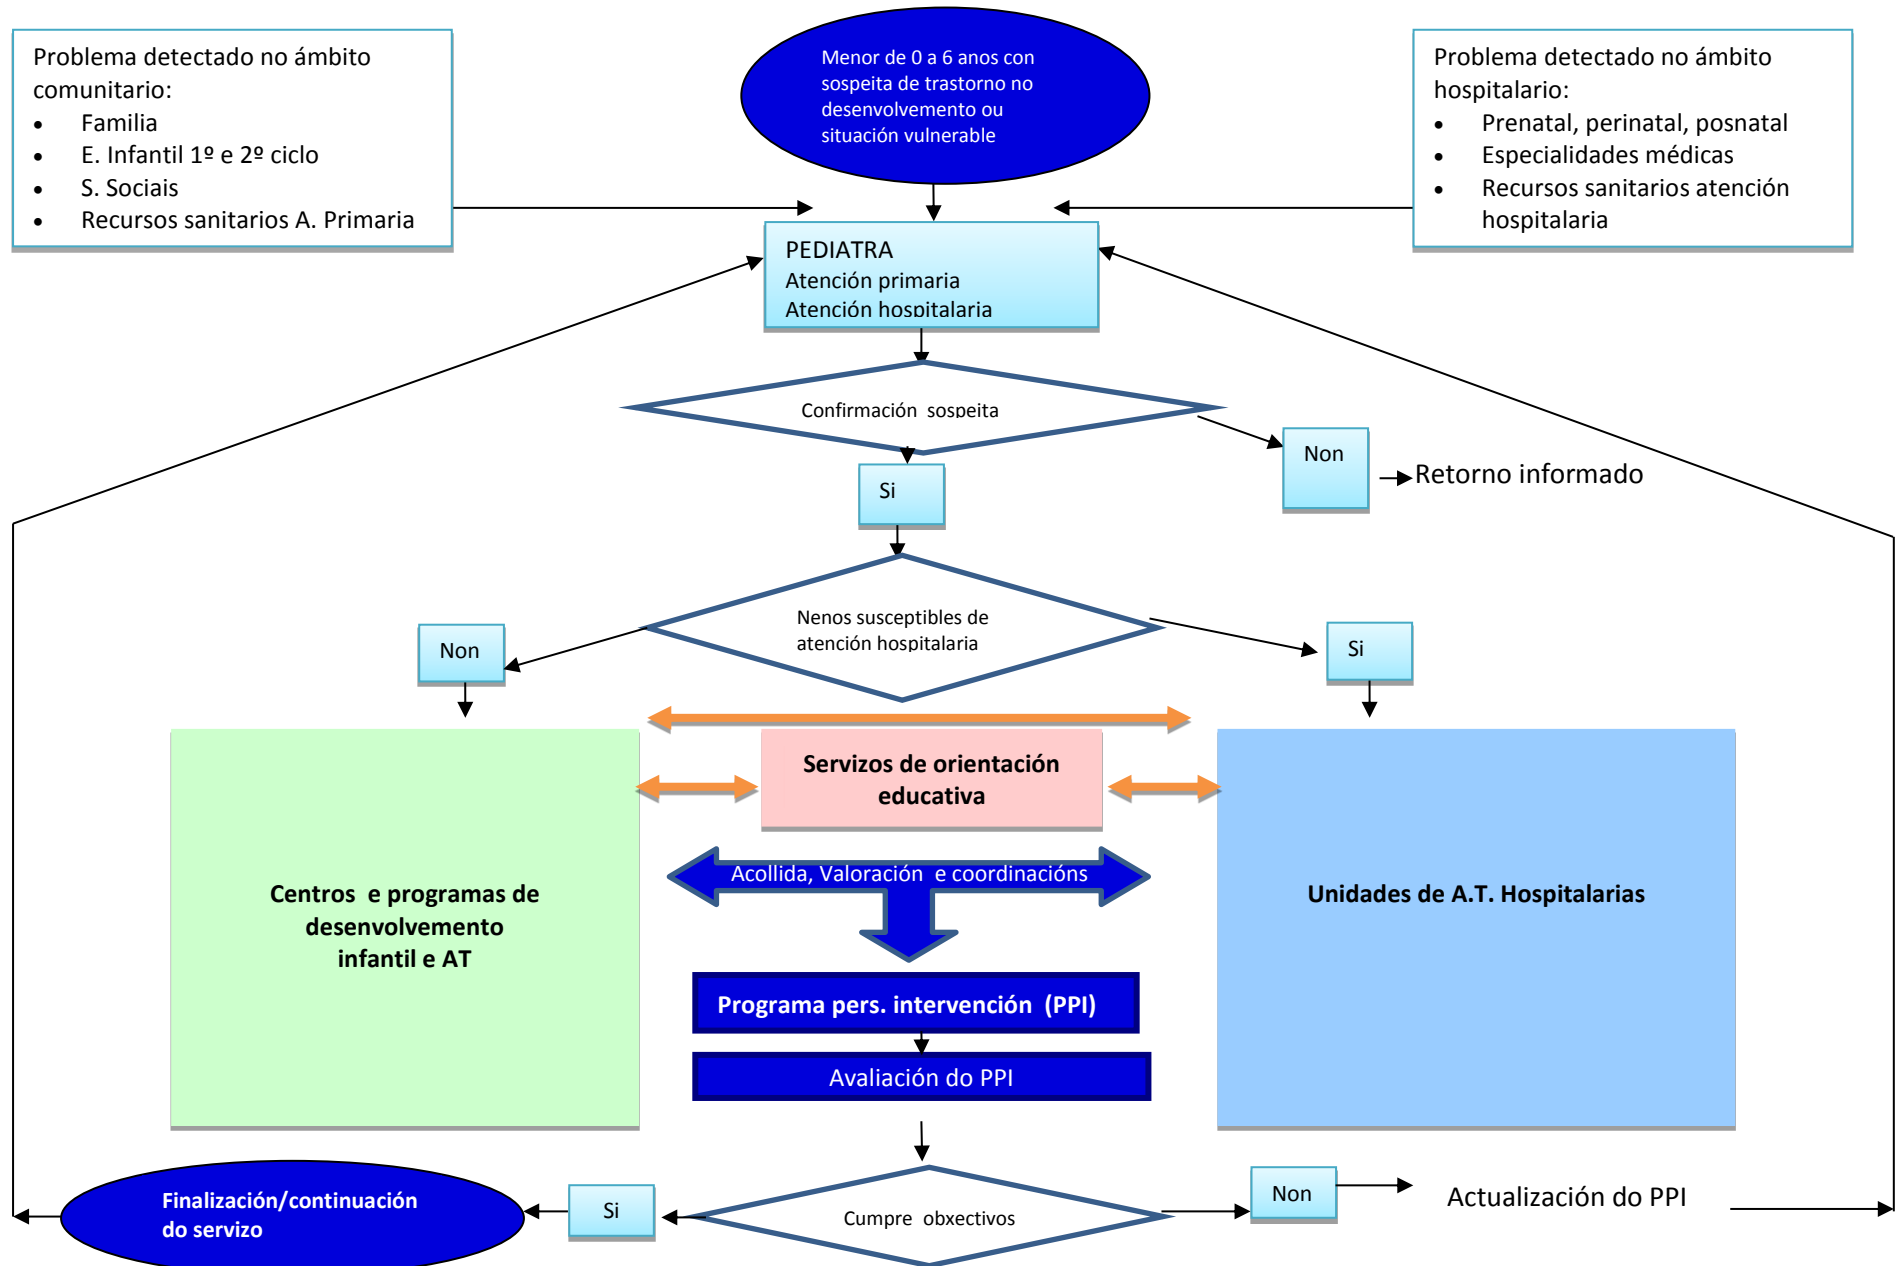 Problema detectado no ámbito
comunitario:
• Familia
• E. Infantil 1º e 2º ciclo
• S. Sociais
• Recursos sanitarios A. Primaria
Menor de 0 a 6 anos con
sospeita de trastorno no
desenvolvemento ou
situación vulnerable
Problema detectado no ámbito
hospitalario:
• Prenatal, perinatal, posnatal
• Especialidades médicas
• Recursos sanitarios atención
hospitalaria
PEDIATRA
Atención primaria
Atención hospitalaria
Confirmación sospeita
Non
Retorno informado
Si
Nenos susceptibles de
atención hospitalaria
Non
Si
Servizos de orientación
educativa
Centros e programas de
desenvolvemento
infantil e AT
Acollida, Valoración e coordinacións
Unidades de A.T. Hospitalarias
Programa pers. intervención (PPI)
Avaliación do PPI
Finalización/continuación
do servizo
Si
Cumpre obxectivos
Non
Actualización do PPI